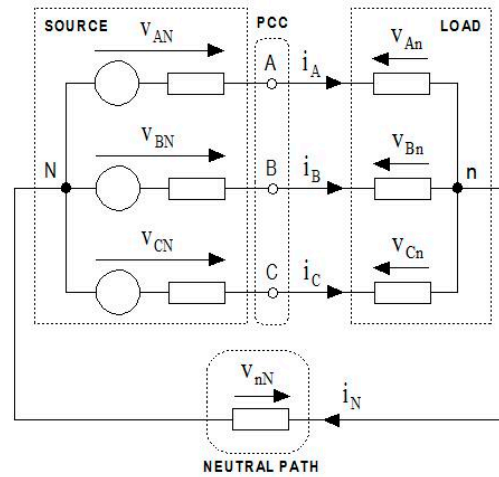 SOURCE PCC LOAD
vAN A iA vAn
N vBN B iB vBn n
vCN C iC vCn
vnN iN
NEUTRAL PATH